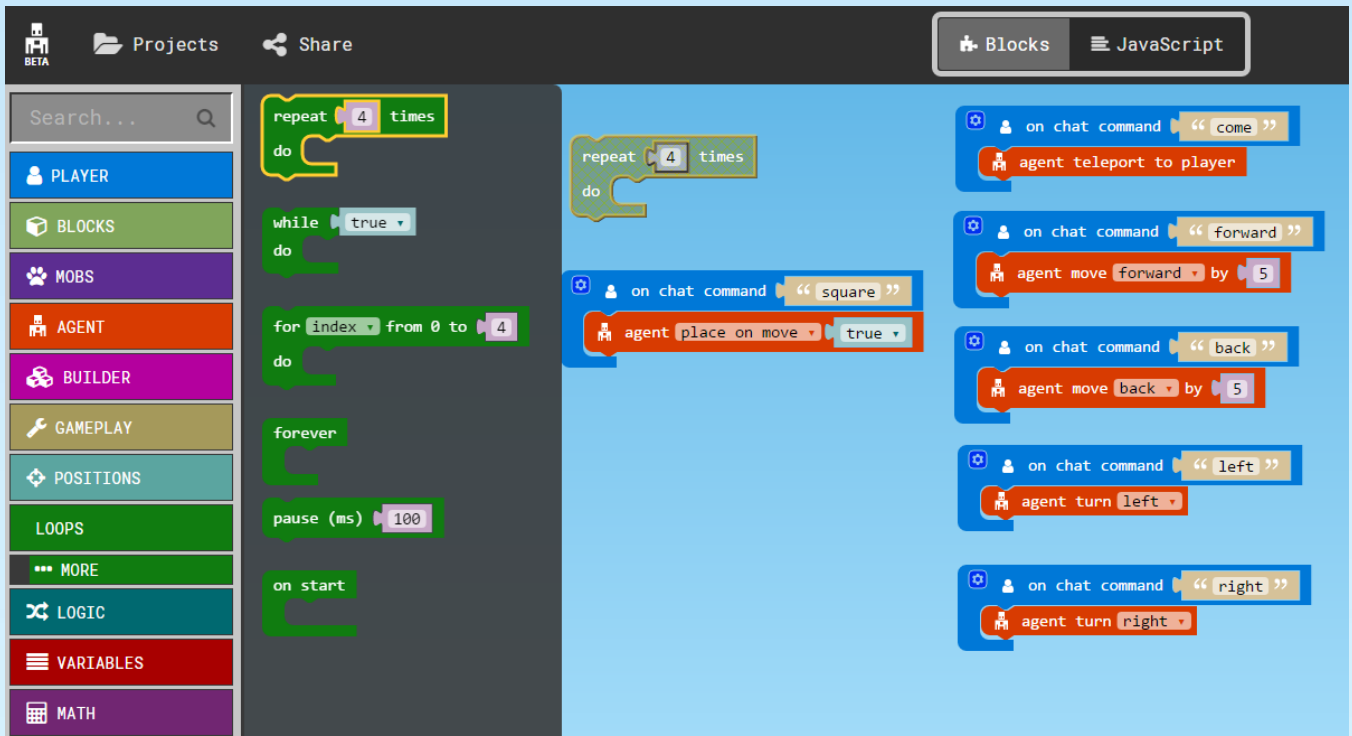 BETA
Projects
Share
Blocks
JavaScript
Search...
PLAYER
BLOCKS
MOBS
AGENT
BUILDER
GAMEPLAY
POSITIONS
LOOPS
••• MORE
LOGIC
VARIABLES
MATH
repeat 4 times
do
while true
do
for index from 0 to 4
do
forever
pause (ms) 100
on start
repeat 4 times
do
on chat command “ square ”
agent place on move true
on chat command “ come ”
agent teleport to player
on chat command “ forward ”
agent move forward by 5
on chat command “ back ”
agent move back by 5
on chat command “ left ”
agent turn left
on chat command “ right ”
agent turn right